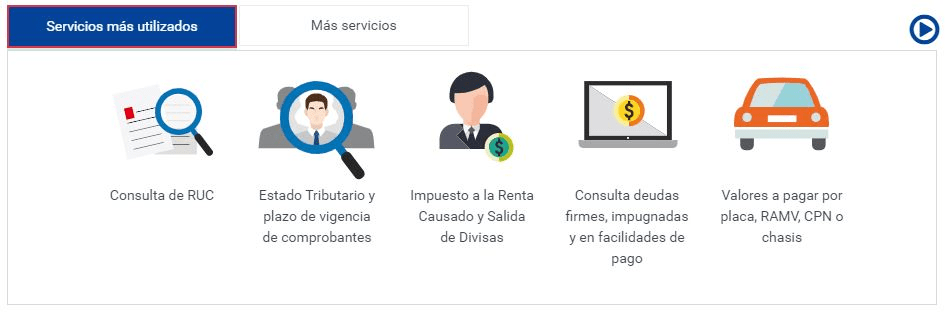 Servicios más utilizados
Más servicios
Consulta de RUC
Estado Tributario y
plazo de vigencia
de comprobantes
Impuesto a la Renta
Causado y Salida
de Divisas
Consulta deudas
firmes, impugnadas
y en facilidades de
pago
Valores a pagar por
placa, RAMV, CPN o
chasis